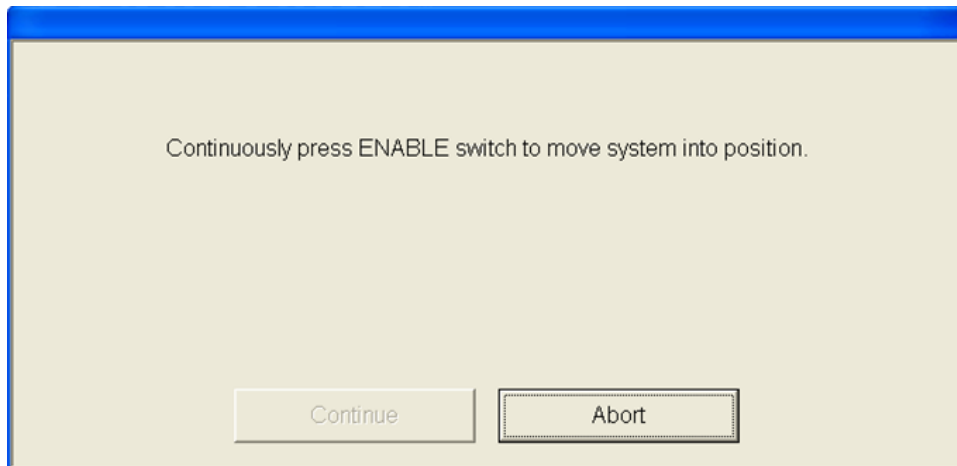 Continuously press ENABLE switch to move system into position.
Continue
Abort